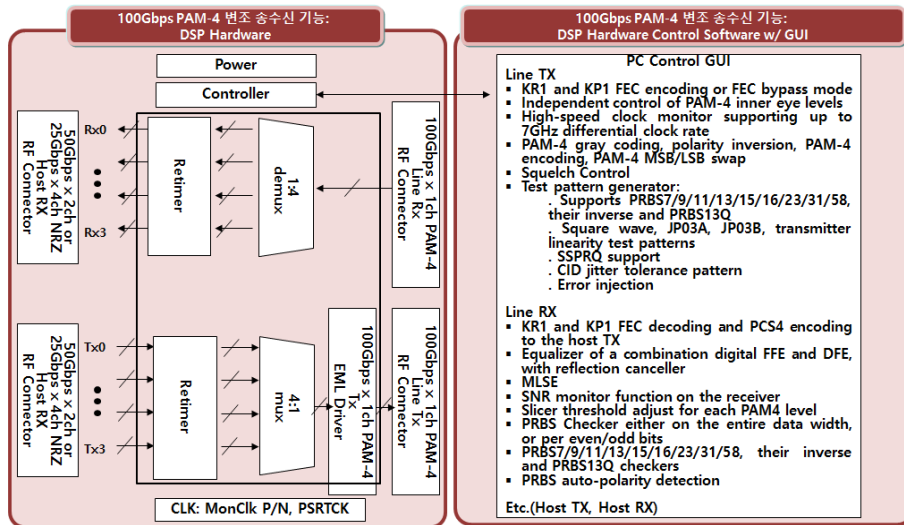 100Gbps PAM-4 변조 송수신 기능:
DSP Hardware
Power
Controller
50Gbps x 2ch or
25Gbps x 4ch NRZ
Host RX
RF Connector
Rx0
Rx3
Retimer
1:4
demux
100Gbps x 1ch PAM-4
Line Rx
RF Connector
50Gbps x 2ch or
25Gbps x 4ch NRZ
Host RX
RF Connector
Tx0
Tx3
Retimer
4:1
mux
100Gbps x 1ch PAM-4
Tx
EML Driver
100Gbps x 1ch PAM-4
Line Tx
RF Connector
CLK: MonClk P/N, PSRTCK
100Gbps PAM-4 변조 송수신 기능:
DSP Hardware Control Software w/ GUI
PC Control GUI
Line TX
▪ KR1 and KP1 FEC encoding or FEC bypass mode
▪ Independent control of PAM-4 inner eye levels
▪ High-speed clock monitor supporting up to
7GHz differential clock rate
▪ PAM-4 gray coding, polarity inversion, PAM-4
encoding, PAM-4 MSB/LSB swap
▪ Squelch Control
▪ Test pattern generator:
. Supports PRBS7/9/11/13/15/16/23/31/58,
their inverse and PRBS13Q
. Square wave, JP03A, JP03B, transmitter
linearity test patterns
. SSPRQ support
. CID jitter tolerance pattern
. Error injection
Line RX
▪ KR1 and KP1 FEC decoding and PCS4 encoding
to the host TX
▪ Equalizer of a combination digital FFE and DFE,
with reflection canceller
▪ MLSE
▪ SNR monitor function on the receiver
▪ Slicer threshold adjust for each PAM4 level
▪ PRBS Checker either on the entire data width,
or per even/odd bits
▪ PRBS7/9/11/13/15/16/23/31/58, their inverse
and PRBS13Q checkers
▪ PRBS auto-polarity detection
Etc.(Host TX, Host RX)